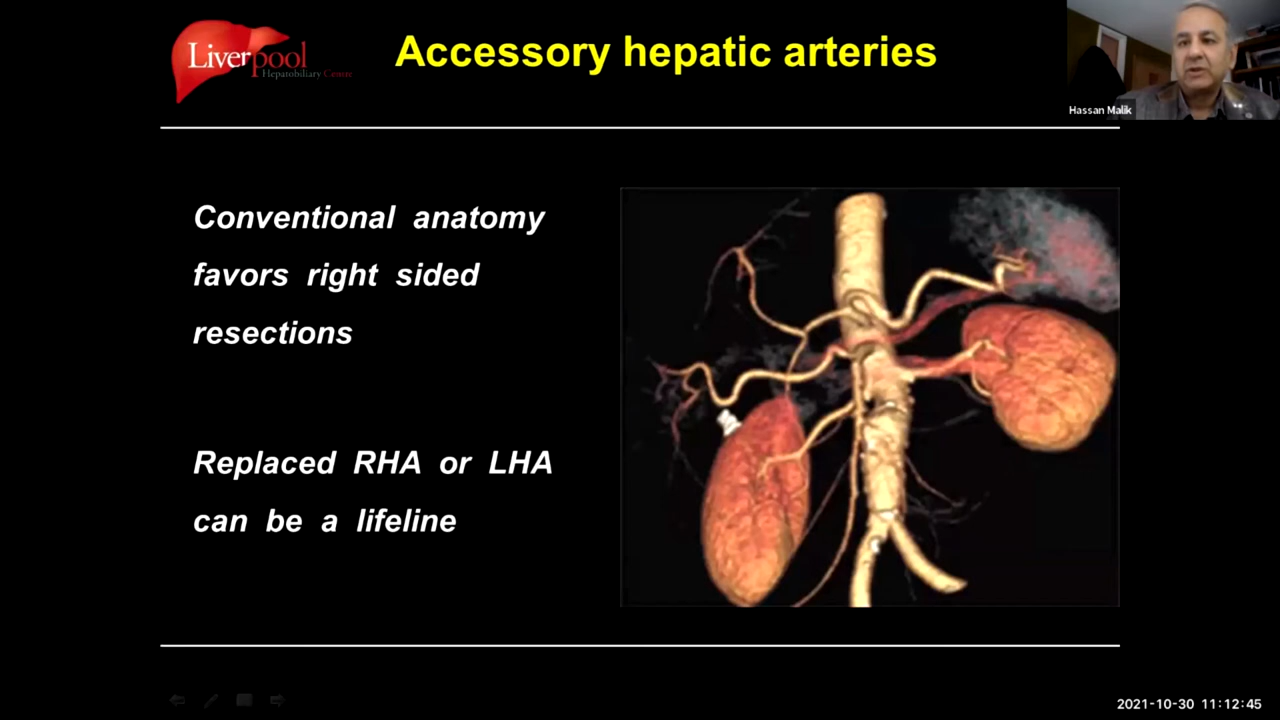 Liverpool
Hepatobiliary Centre
Accessory hepatic arteries
Hassan Malik
Conventional anatomy
favors right sided
resections
Replaced RHA or LHA
can be a lifeline
2021-10-30 11:12:45